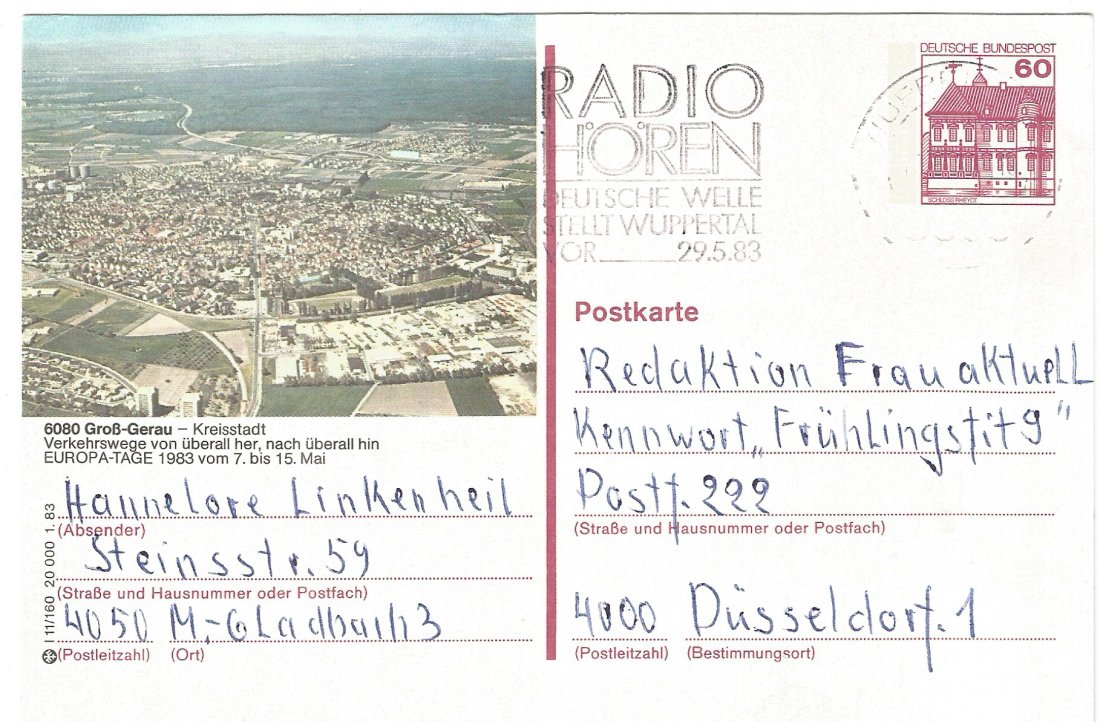 DEUTSCHE BUNDESPOST
60
SCHLOSS RHEYDT
RADIO
HÖREN
DEUTSCHE WELLE
STELLT WUPPERTAL
VOR 29.5.83
6080 Groß-Gerau – Kreisstadt
Verkehrswege von überall her, nach überall hin
EUROPA-TAGE 1983 vom 7. bis 15. Mai
Hannelore Linkenheil
(Absender)
Steinsstr. 59
(Straße und Hausnummer oder Postfach)
4050 M.-Gladbach 3
(Postleitzahl) (Ort)
11/160 20 000 1.83
Postkarte
Redaktion Frau aktuell
Kennwort „Frühlingstit 9"
Postf. 222
(Straße und Hausnummer oder Postfach)
4000 Düsseldorf. 1
(Postleitzahl) (Bestimmungsort)